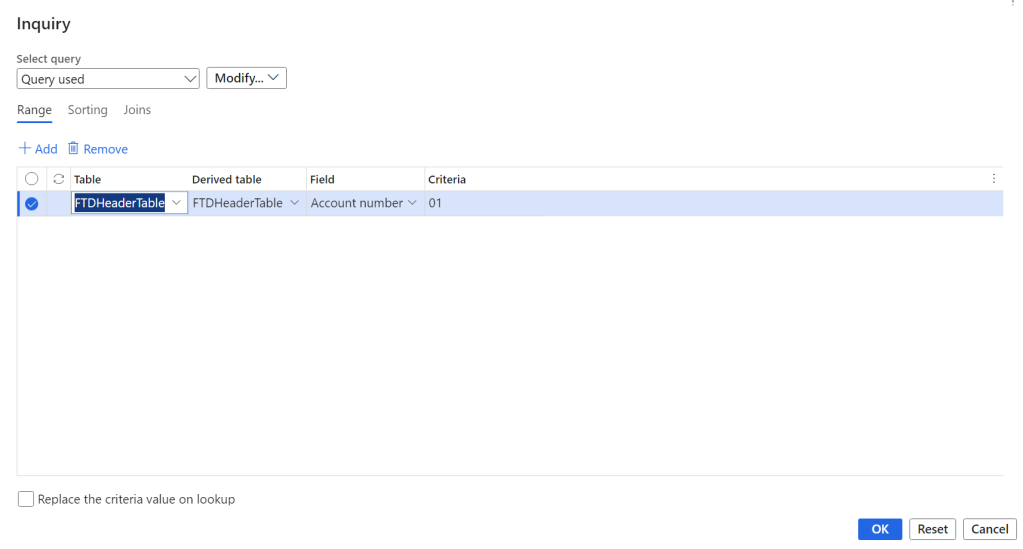 Inquiry
Select query
Query used Modify...
Range Sorting Joins
Add Remove
Table Derived table Field Criteria
FTDHeaderTable FTDHeaderTable Account number 01
Replace the criteria value on lookup
OK Reset Cancel